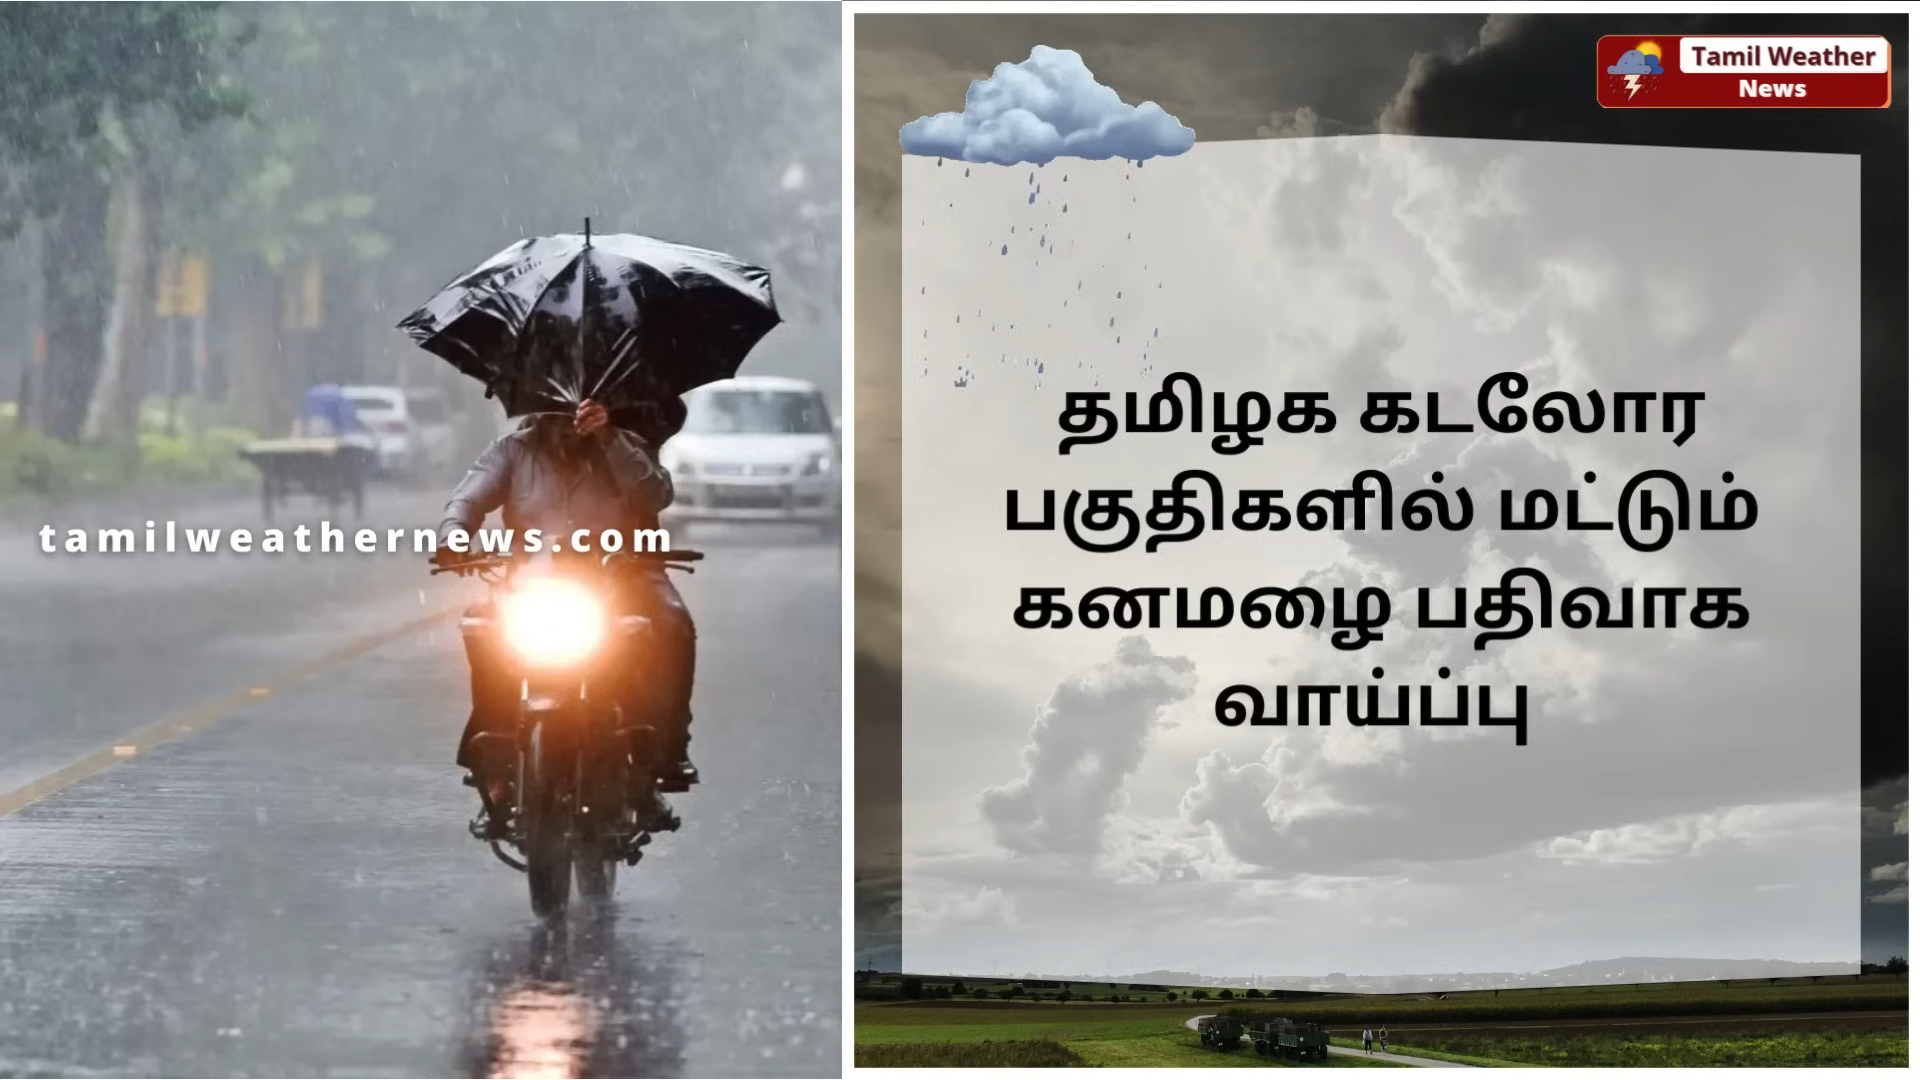 tamilweathernews.com
Tamil Weather
News
தமிழக கடலோர
பகுதிகளில் மட்டும்
கனமழை பதிவாக
வாய்ப்பு